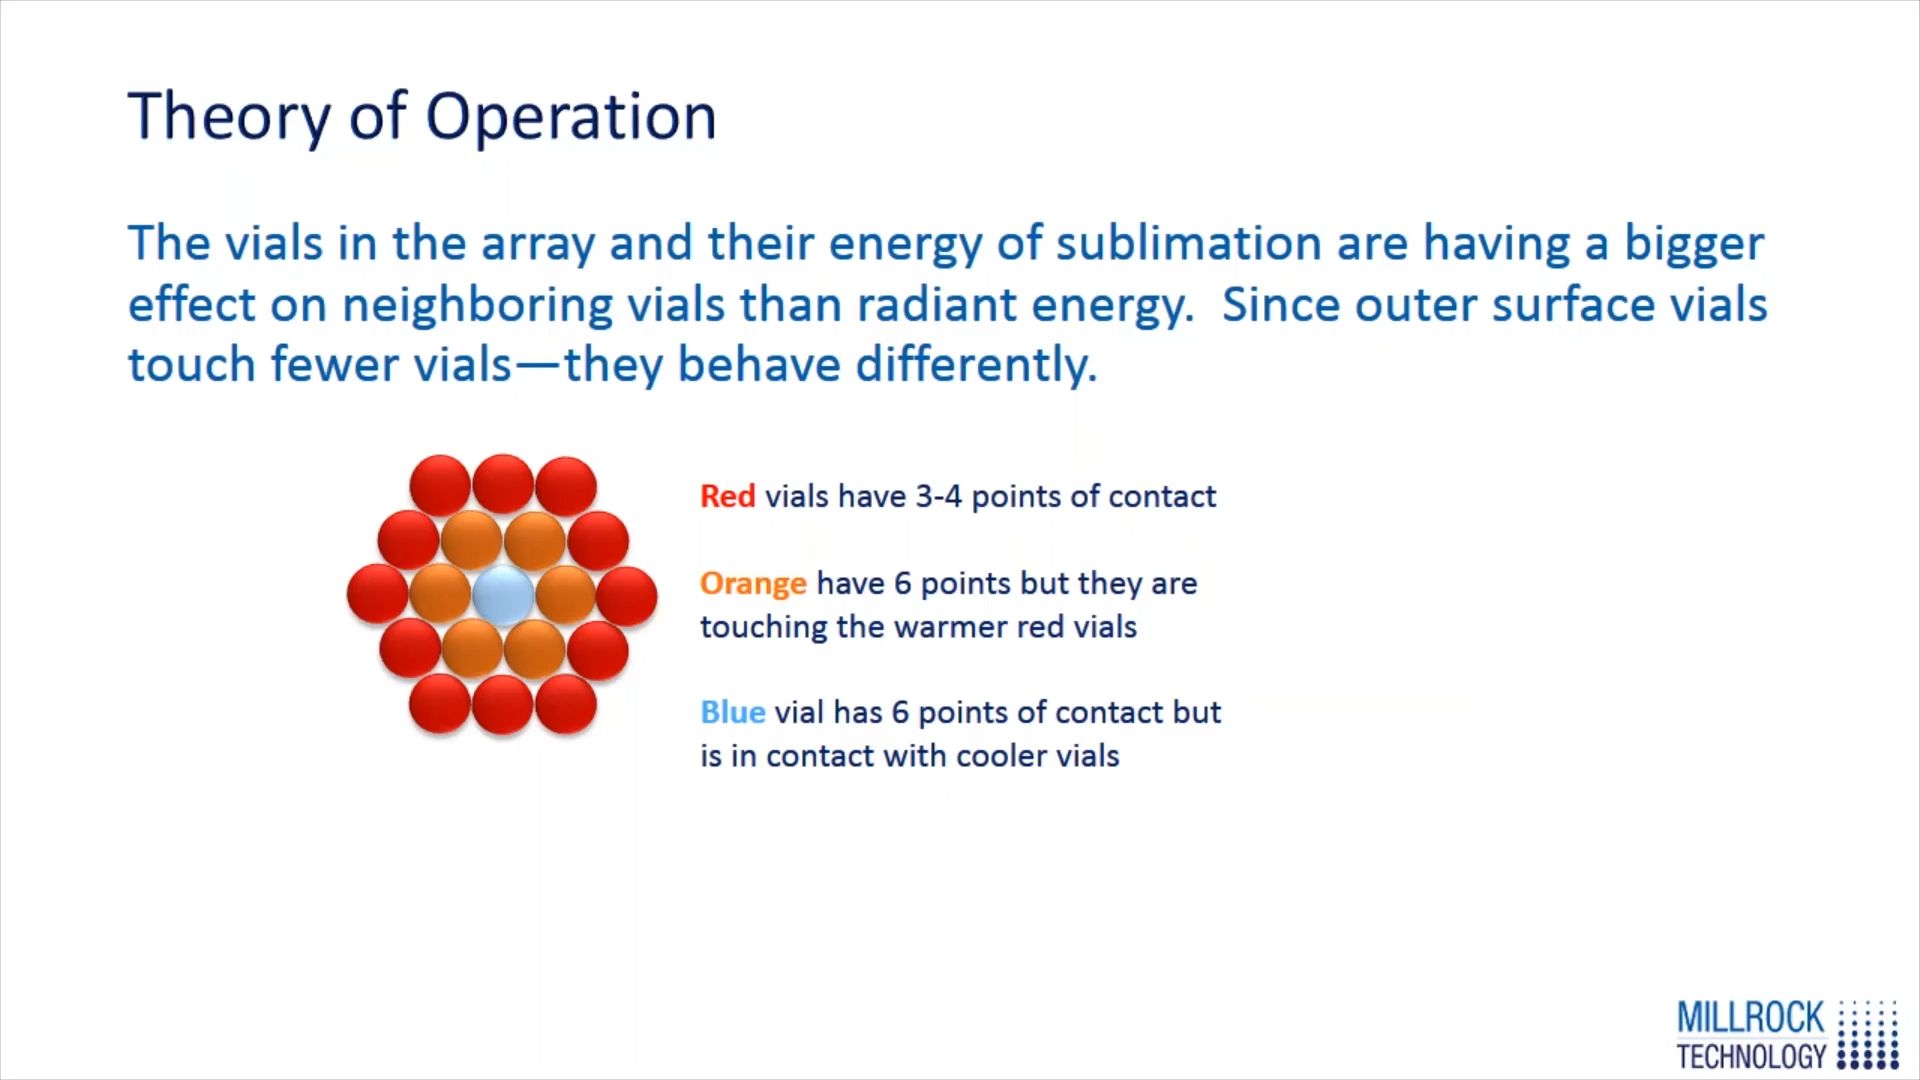 Theory of Operation
The vials in the array and their energy of sublimation are having a bigger
effect on neighboring vials than radiant energy.  Since outer surface vials
touch fewer vials—they behave differently.
Red vials have 3-4 points of contact
Orange have 6 points but they are
touching the warmer red vials
Blue vial has 6 points of contact but
is in contact with cooler vials
MILLROCK
TECHNOLOGY